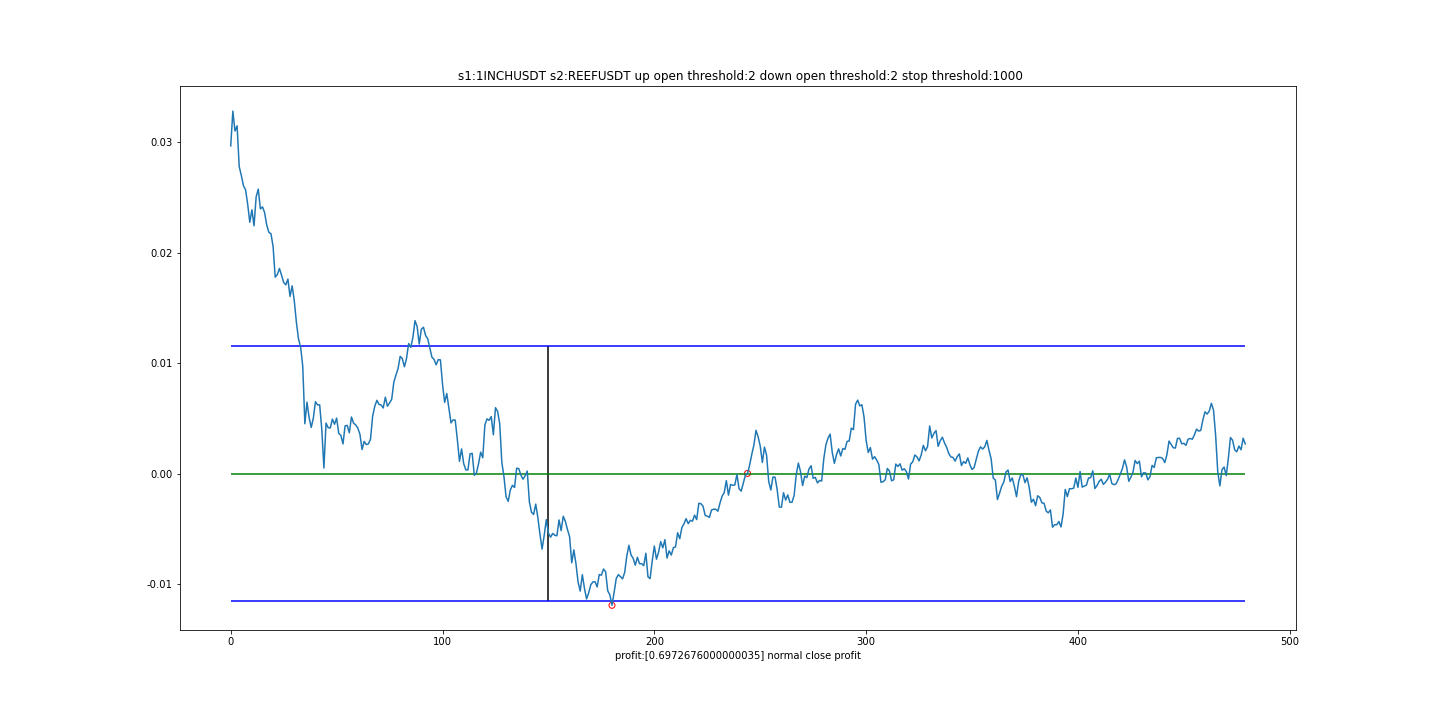 s1:1INCHUSDT s2:REEFUSDT up open threshold:2 down open threshold:2 stop threshold:1000
0.03
0.02
0.01
0.00
-0.01
0 100 200 300 400 500
profit:[0.6972676000000035] normal close profit